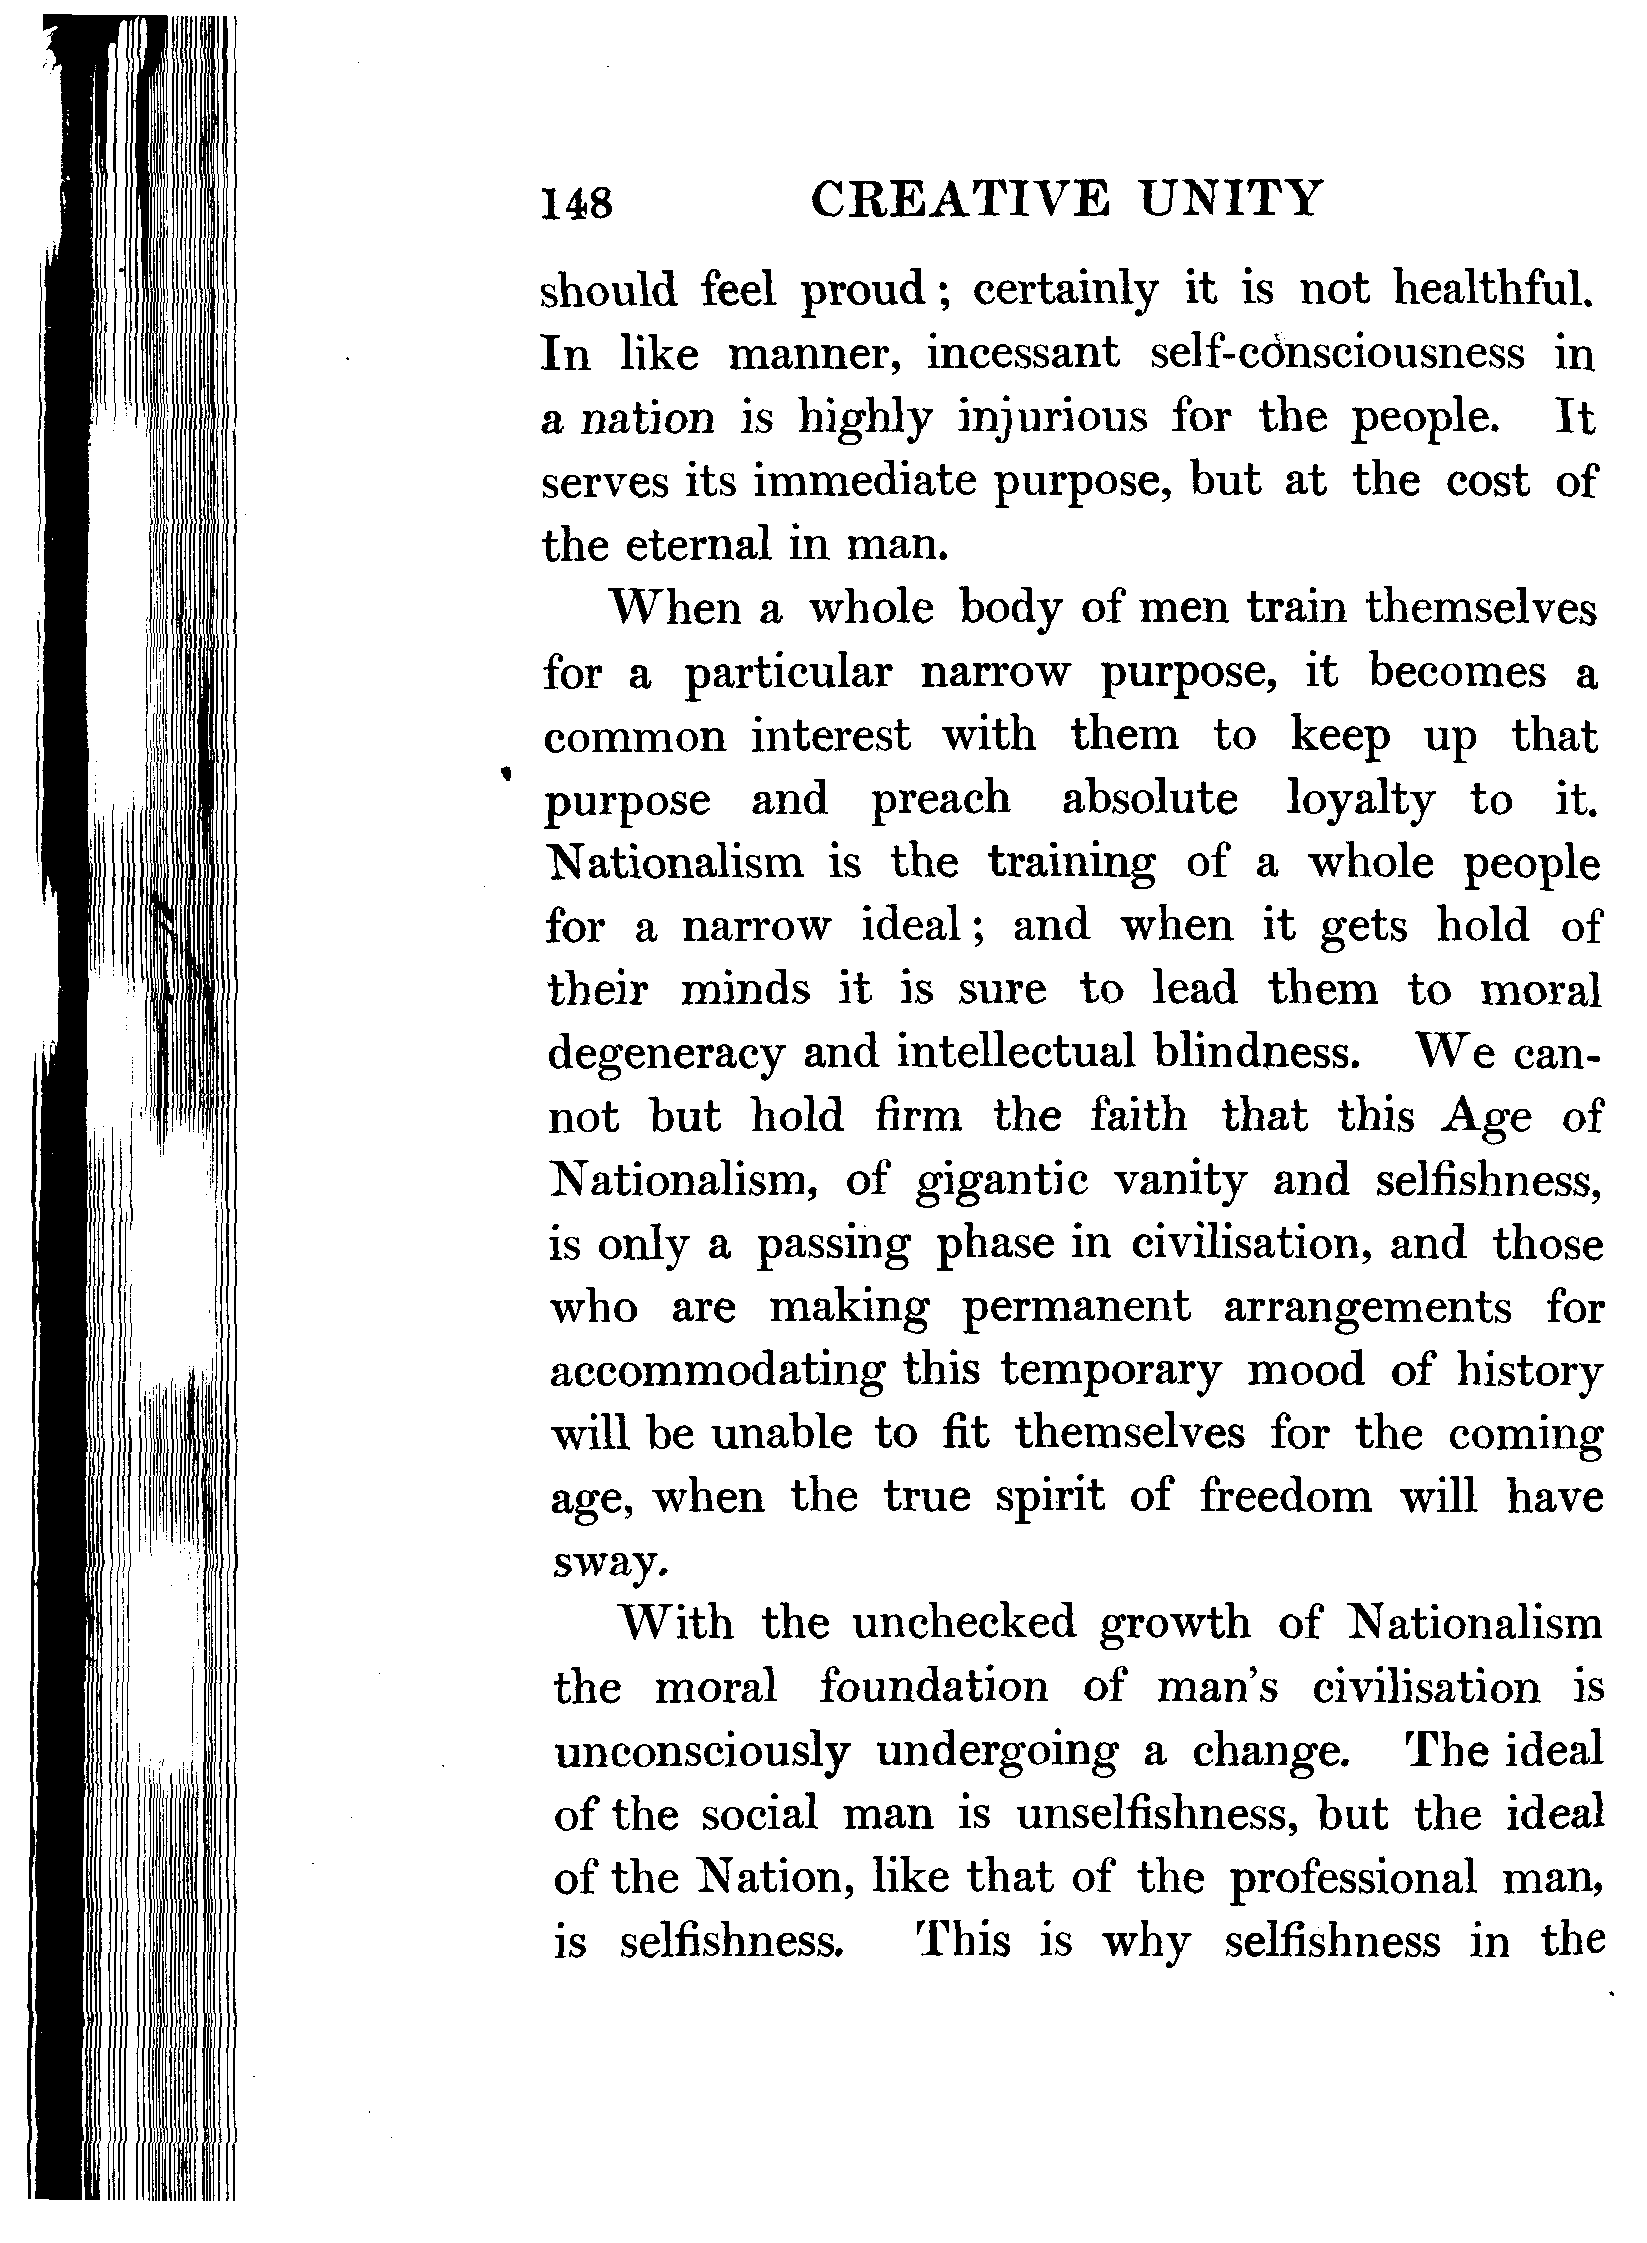 148 CREATIVE UNITY
should feel proud ; certainly it is not healthful.
In like manner, incessant self-consciousness in
a nation is highly injurious for the people. It
serves its immediate purpose, but at the cost of
the eternal in man.
When a whole body of men train themselves
for a particular narrow purpose, it becomes a
common interest with them to keep up that
purpose and preach absolute loyalty to it.
Nationalism is the training of a whole people
for a narrow ideal ; and when it gets hold of
their minds it is sure to lead them to moral
degeneracy and intellectual blindness. We can-
not but hold firm the faith that this Age of
Nationalism, of gigantic vanity and selfishness,
is only a passing phase in civilisation, and those
who are making permanent arrangements for
accommodating this temporary mood of history
will be unable to fit themselves for the coming
age, when the true spirit of freedom will have
sway.
With the unchecked growth of Nationalism
the moral foundation of man's civilisation is
unconsciously undergoing a change. The ideal
of the social man is unselfishness, but the ideal
of the Nation, like that of the professional man,
is selfishness. This is why selfishness in the